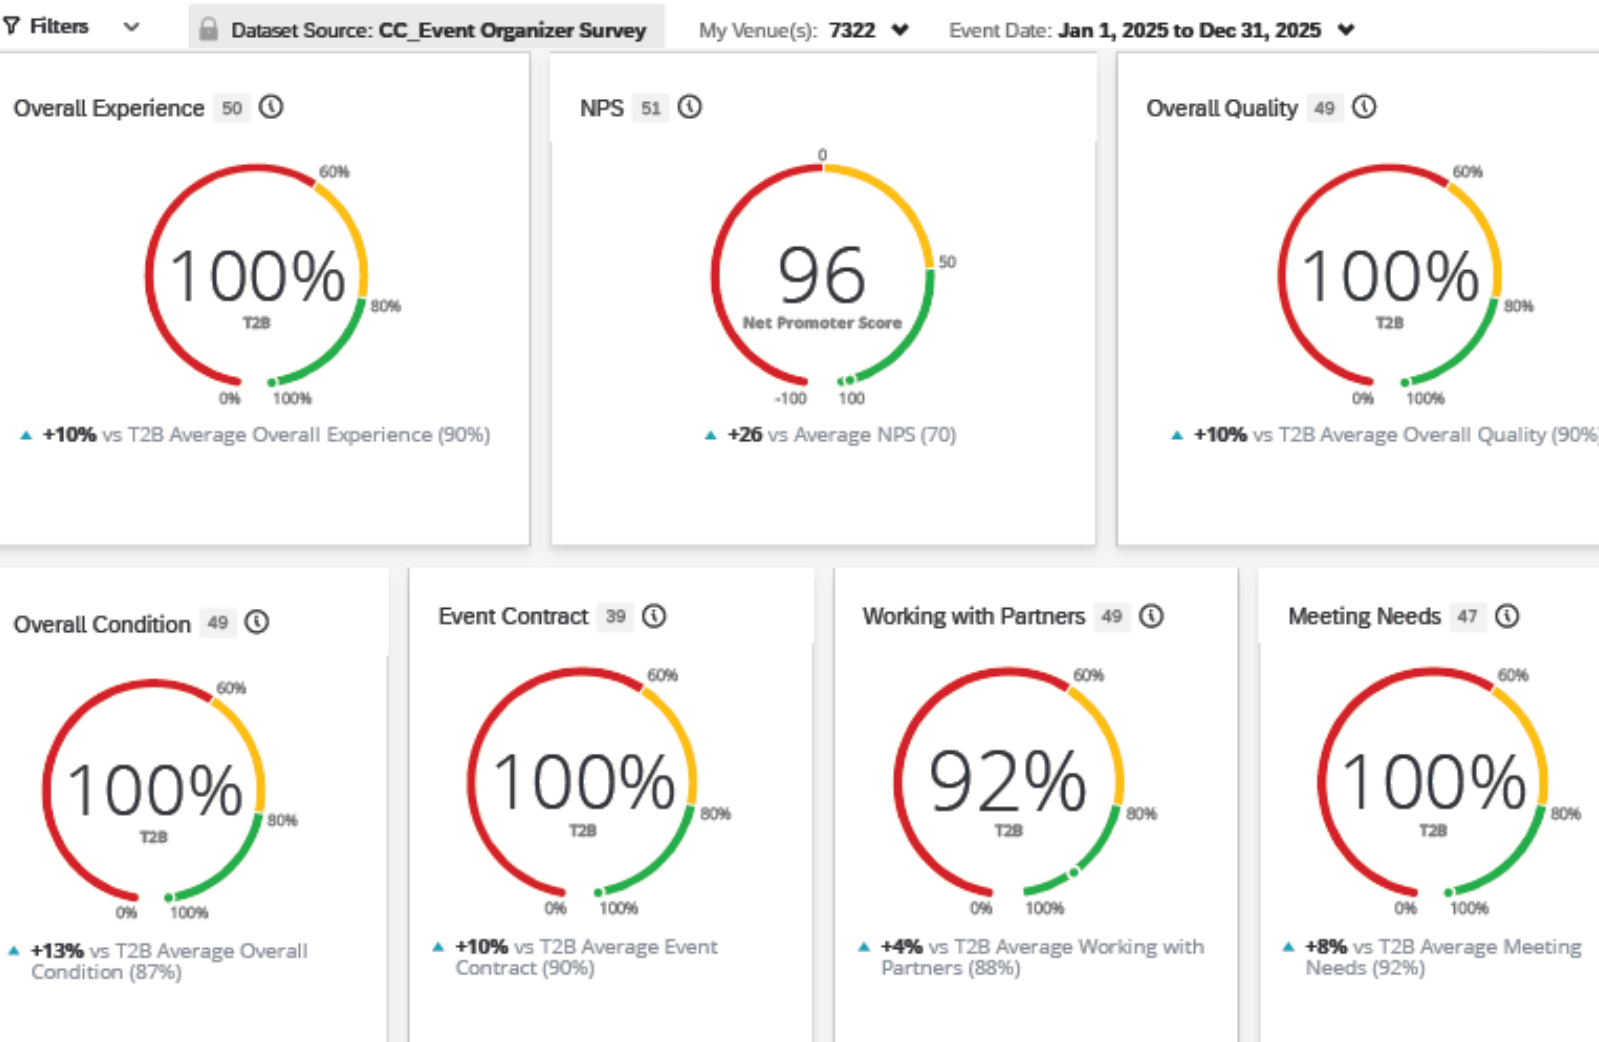 Filters
Dataset Source: CC_Event Organizer Survey
My Venue(s): 7322
Event Date: Jan 1, 2025 to Dec 31, 2025
Overall Experience 50
60%
100%
T2B
80%
0% 100%
+10% vs T2B Average Overall Experience (90%)
NPS 51
0
96
Net Promoter Score
50
-100 100
+26 vs Average NPS (70)
Overall Quality 49
60%
100%
T2B
80%
0% 100%
+10% vs T2B Average Overall Quality (90%)
Overall Condition 49
60%
100%
T2B
80%
0% 100%
+13% vs T2B Average Overall
Condition (87%)
Event Contract 39
60%
100%
T2B
80%
0% 100%
+10% vs T2B Average Event
Contract (90%)
Working with Partners 49
60%
92%
T2B
80%
0% 100%
+4% vs T2B Average Working with
Partners (88%)
Meeting Needs 47
60%
100%
T2B
80%
0% 100%
+8% vs T2B Average Meeting
Needs (92%)